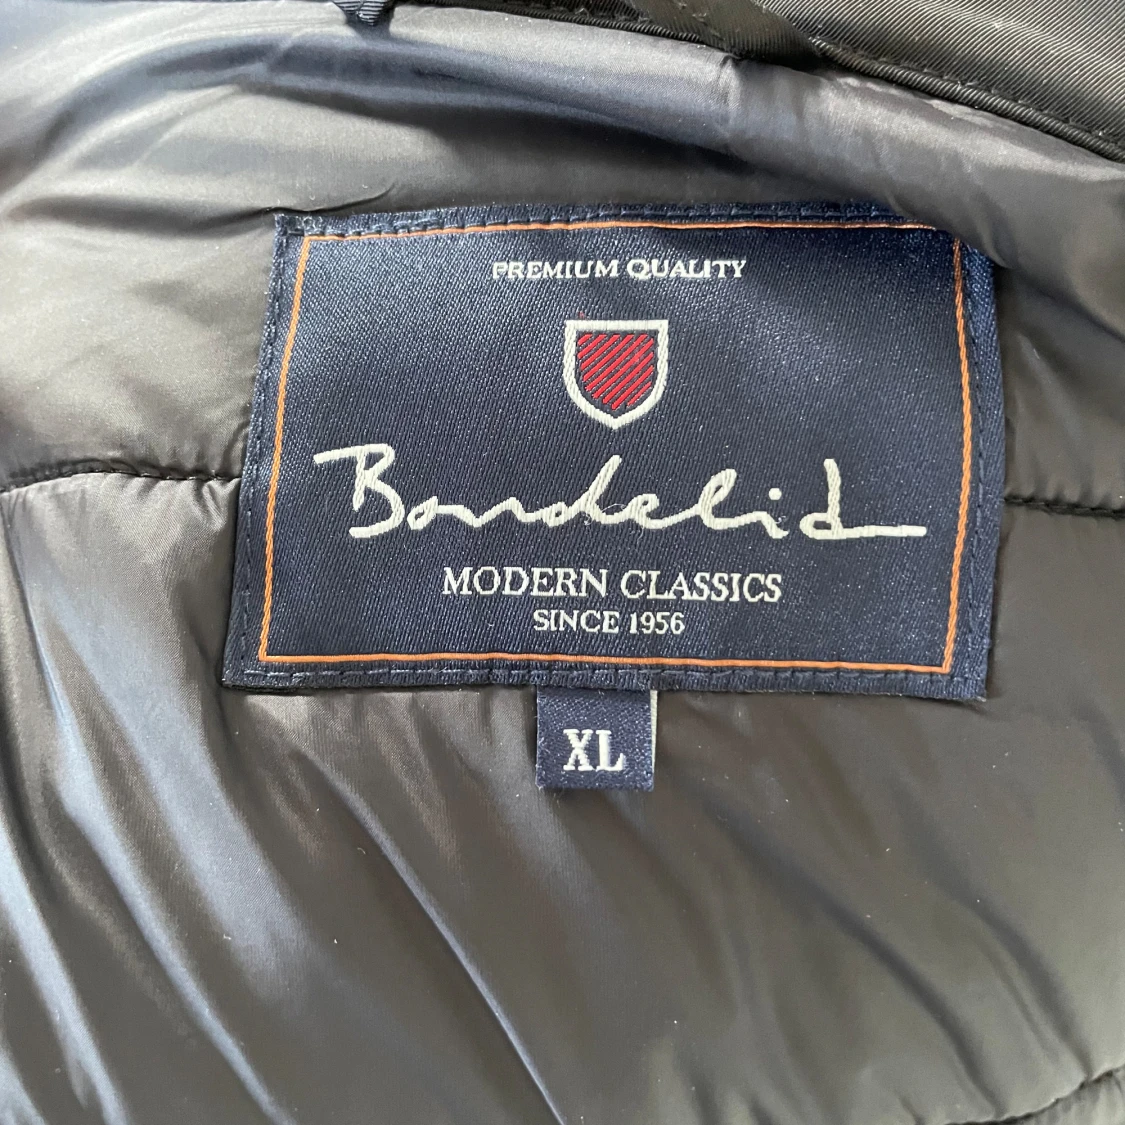 PREMIUM QUALITY
Bondelid
MODERN CLASSICS
SINCE 1956
XL